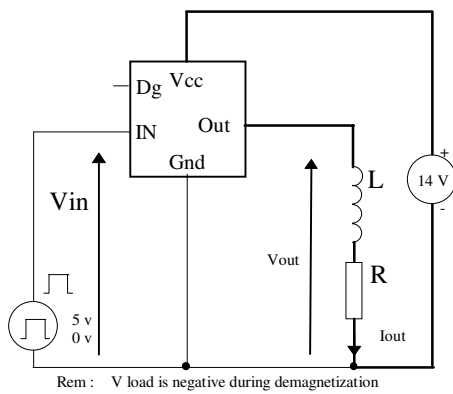 Vcc
Dg
IN
Out
Gnd
+
14 V
-
Vin
L
Vout
R
5 v
0 v
Iout
Rem : V load is negative during demagnetization